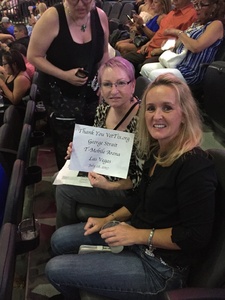 Thank You VetTix.org
George Strait
T-Mobile Arena
Las Vegas